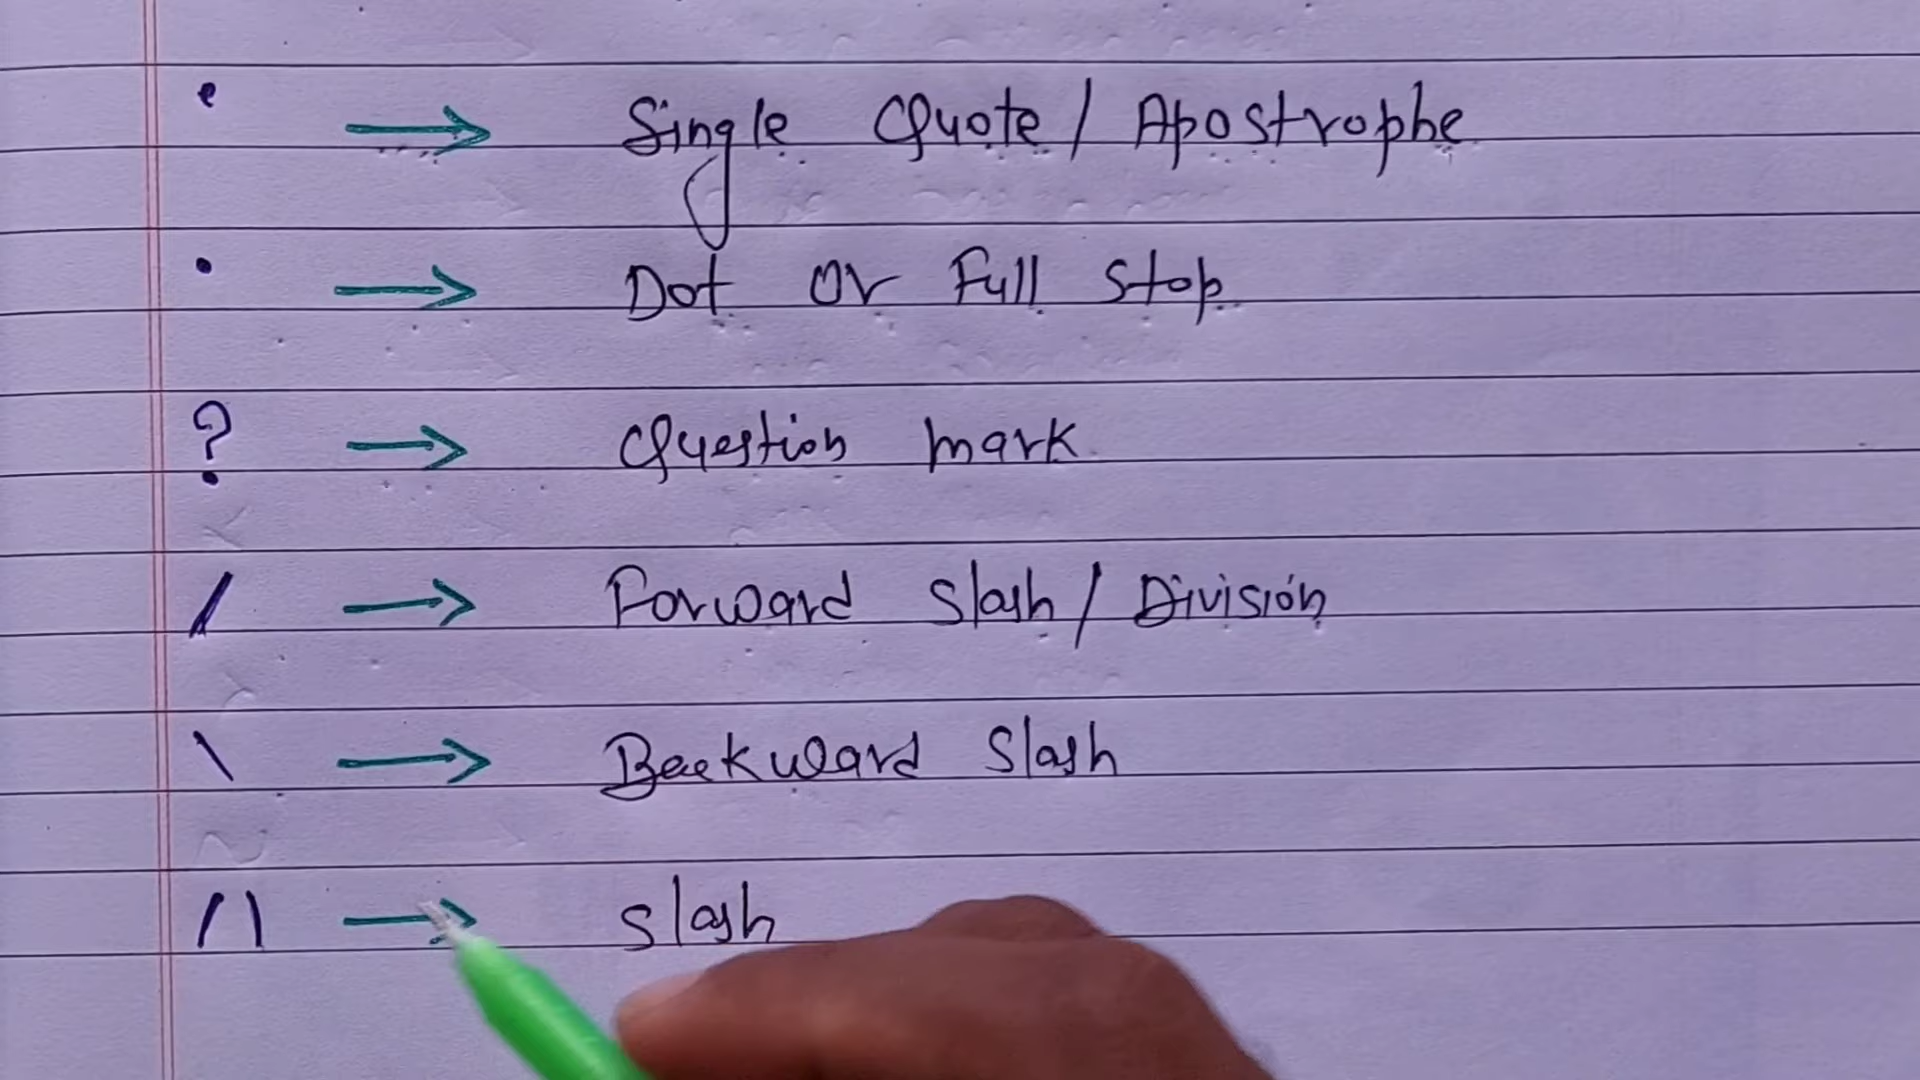 ' → Single Quote / Apostrophe
. → Dot or Full Stop
? → Question mark
/ → Forward Slash / Division
\ → Backward Slash
/ \ → Slash